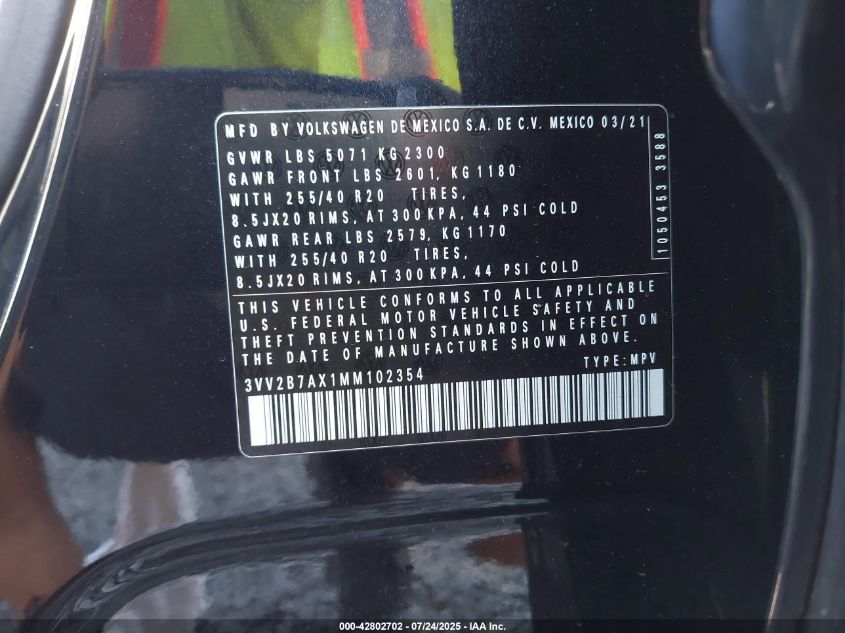 MFD BY VOLKSWAGEN DE MEXICO S.A. DE C.V. MEXICO 03/21
GVWR LBS 5071 KG 2300
GAWR FRONT LBS 2601, KG 1180
WITH 255/40 R20 TIRES,
8.5JX20 RIMS, AT 300 KPA, 44 PSI COLD
GAWR REAR LBS 2579, KG 1170
WITH 255/40 R20 TIRES,
8.5JX20 RIMS, AT 300 KPA, 44 PSI COLD
1050453 3588
THIS VEHICLE CONFORMS TO ALL APPLICABLE
U.S. FEDERAL MOTOR VEHICLE SAFETY AND
THEFT PREVENTION STANDARDS IN EFFECT ON
THE DATE OF MANUFACTURE SHOWN ABOVE.
3VV2B7AX1MM102354 TYPE: MPV
000-42802702 - 07/24/2025 - IAA Inc.